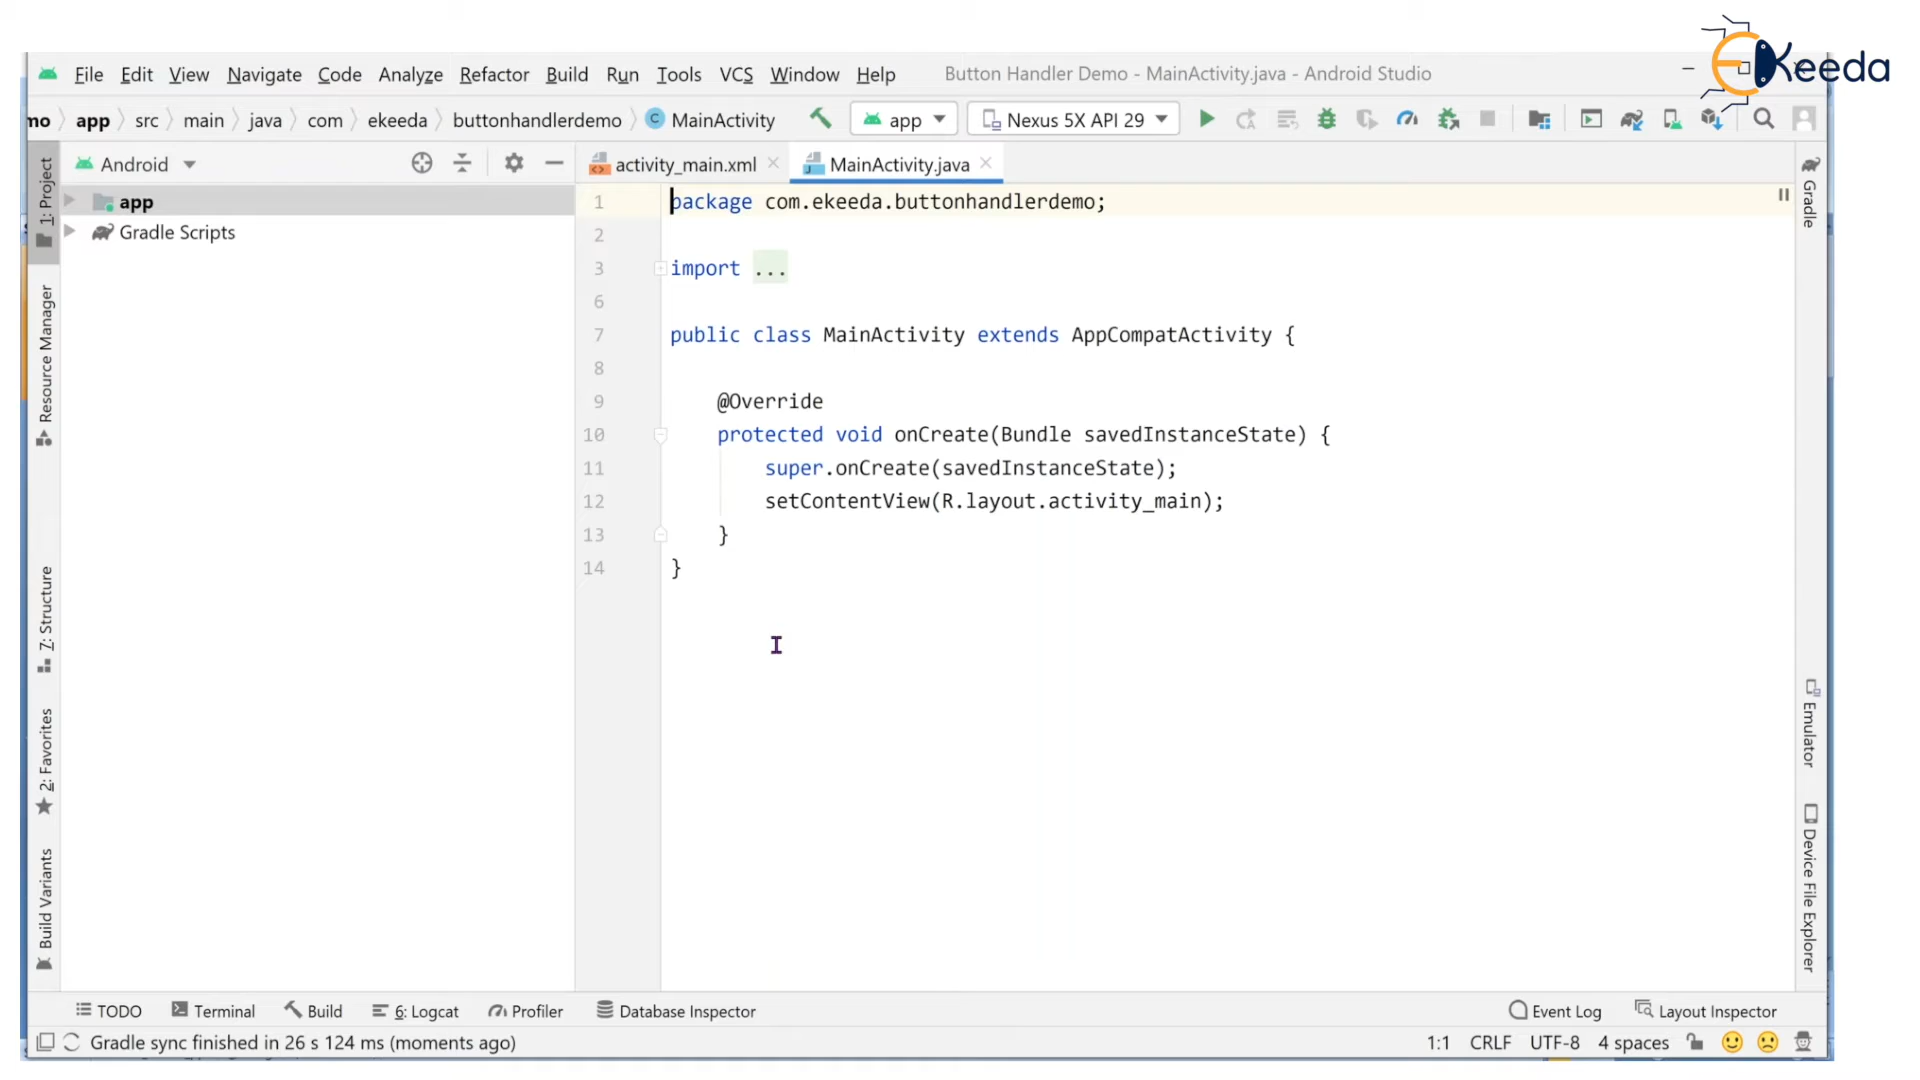 EKeeda
File Edit View Navigate Code Analyze Refactor Build Run Tools VCS Window Help Button Handler Demo - MainActivity.java - Android Studio
mo app src main java com ekeeda buttonhandlerdemo MainActivity app Nexus 5X API 29
Android
activity_main.xml MainActivity.java
app
Gradle Scripts
1: Project
Resource Manager
7: Structure
2: Favorites
Build Variants
1 package com.ekeeda.buttonhandlerdemo;
2
3 import ...
6
7 public class MainActivity extends AppCompatActivity {
8
9 @Override
10 protected void onCreate(Bundle savedInstanceState) {
11 super.onCreate(savedInstanceState);
12 setContentView(R.layout.activity_main);
13 }
14 }
Gradle
Emulator
Device File Explorer
TODO Terminal Build 6: Logcat Profiler Database Inspector Event Log Layout Inspector
Gradle sync finished in 26 s 124 ms (moments ago) 1:1 CRLF UTF-8 4 spaces